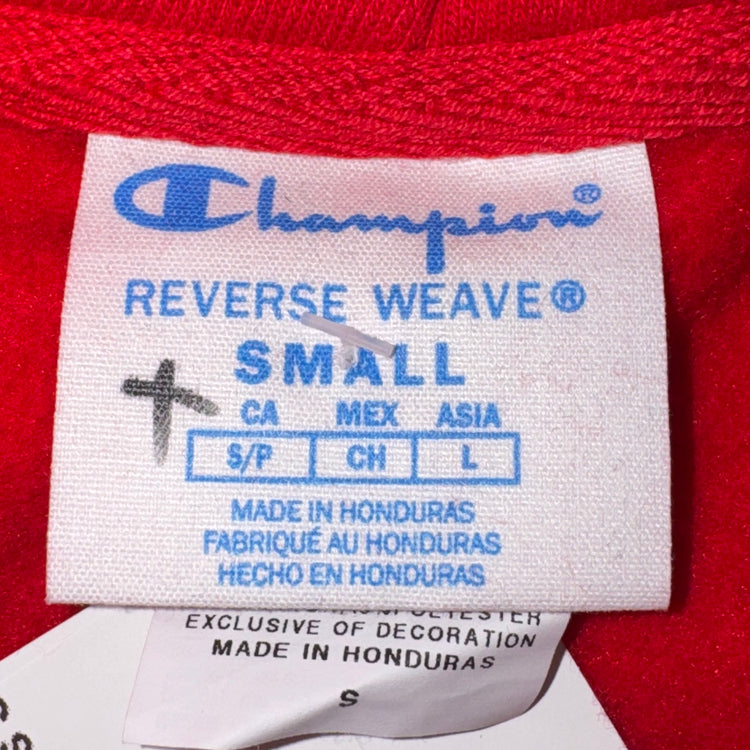 Champion®
REVERSE WEAVE®
SMALL
CA MEX ASIA
S/P CH L
MADE IN HONDURAS
FABRIQUÉ AU HONDURAS
HECHO EN HONDURAS
POLYESTER
EXCLUSIVE OF DECORATION
MADE IN HONDURAS
S